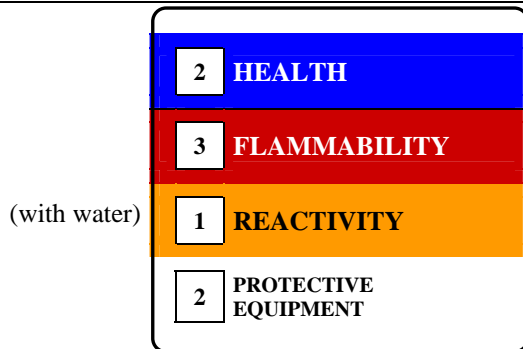 2 HEALTH
3 FLAMMABILITY
(with water) 1 REACTIVITY
2 PROTECTIVE
EQUIPMENT